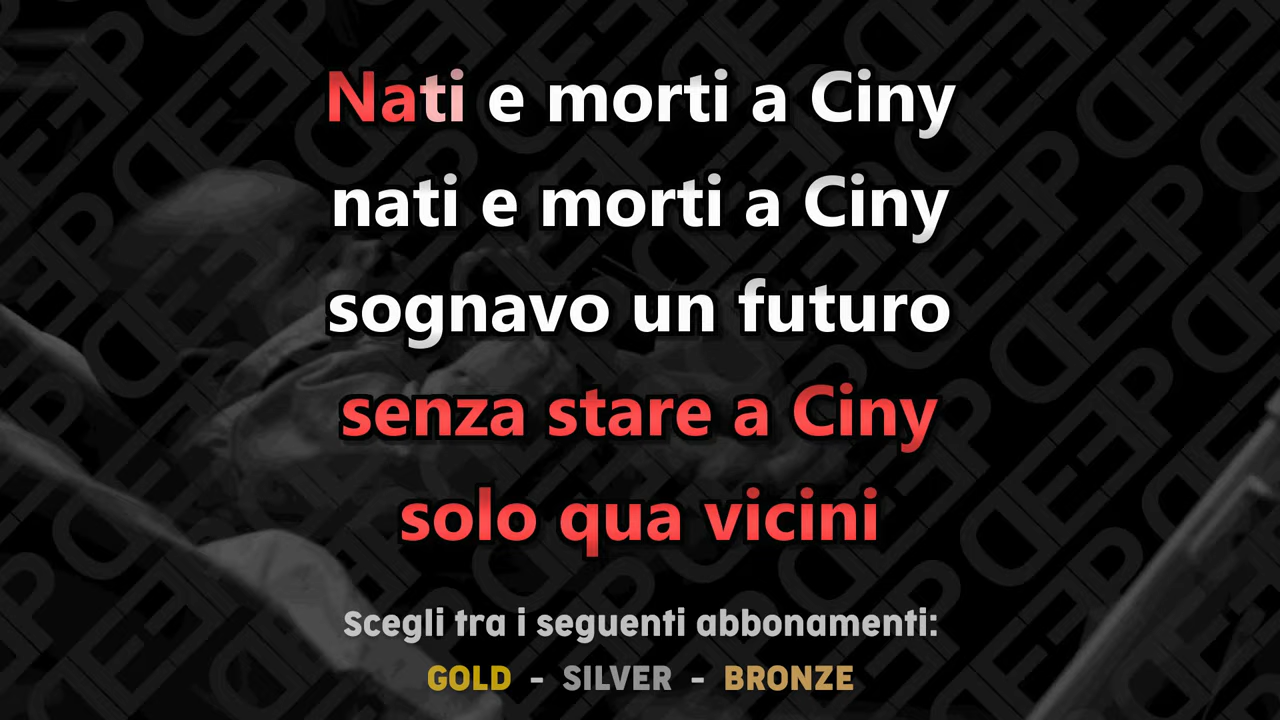 Nati e morti a Ciny
nati e morti a Ciny
sognavo un futuro
senza stare a Ciny
solo qua vicini
Scegli tra i seguenti abbonamenti:
GOLD - SILVER - BRONZE